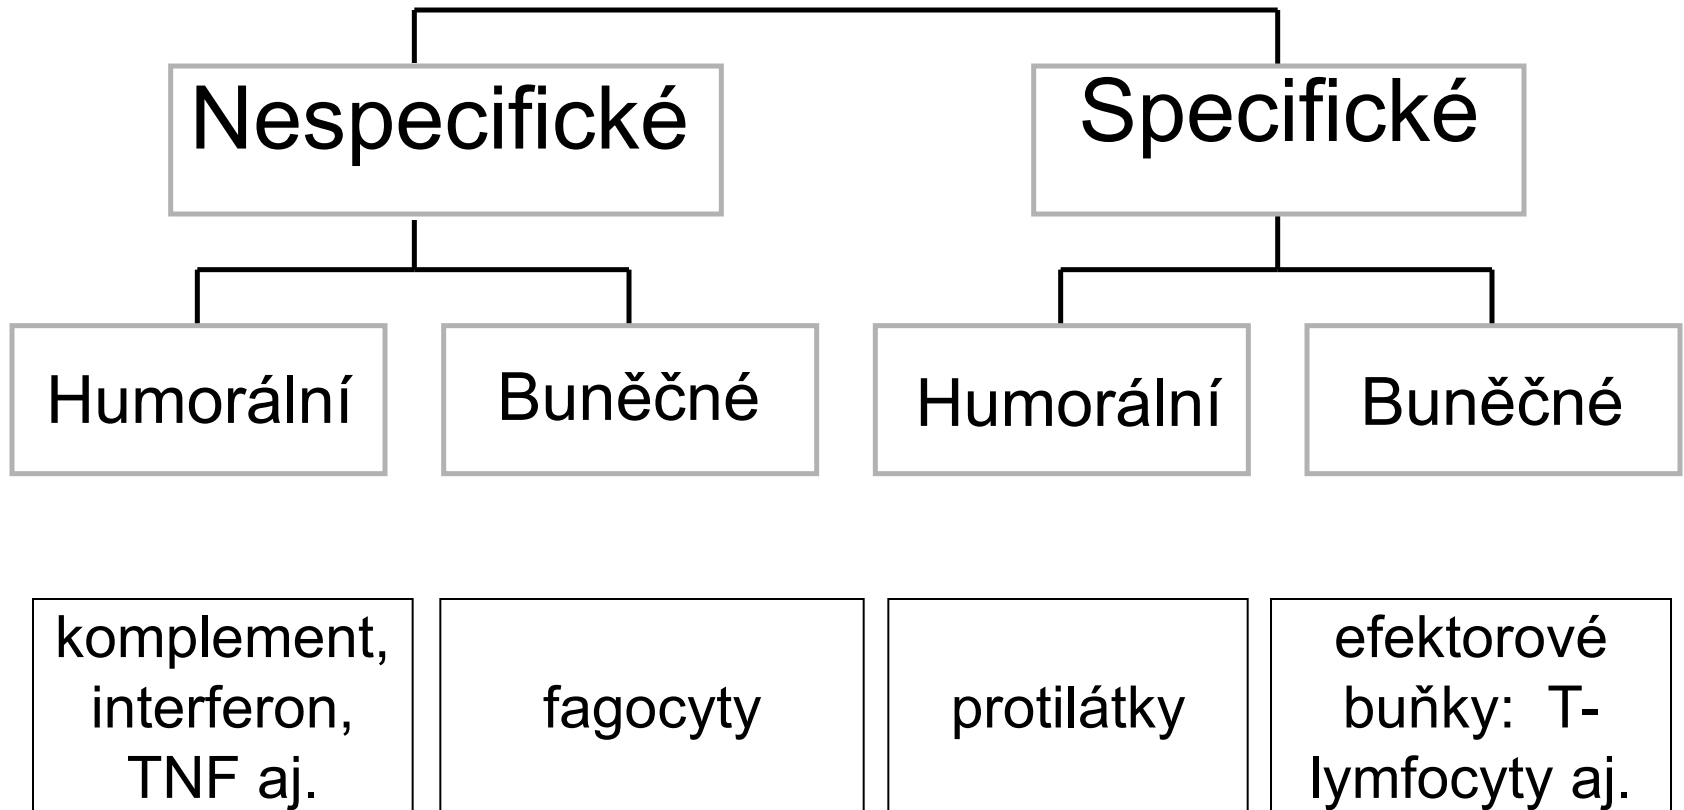 Nespecifické
Specifické
Humorální
Buněčné
Humorální
Buněčné
komplement,
interferon,
TNF aj.
fagocyty
protilátky
efektorové
buňky: T-
lymfocyty aj.